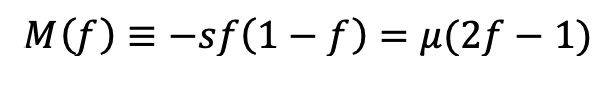 M(f) ≡ −sf(1 − f) = μ(2f − 1)